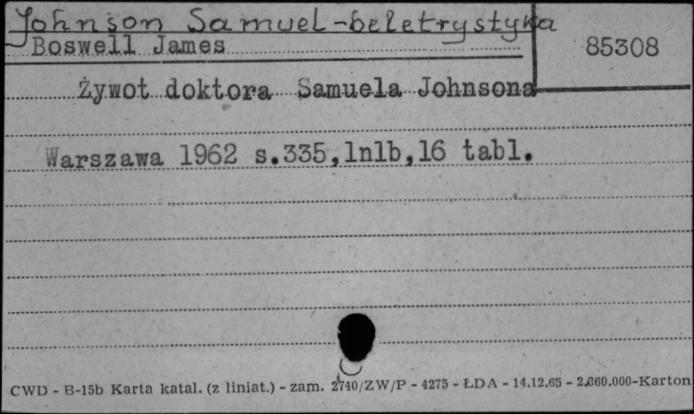 Johnson Samuel - beletrystyka
Boswell James
85308
Żywot doktora Samuela Johnsona
Warszawa 1962 s.335,1nlb,16 tabl.
CWD - B-15b Karta katal. (z liniat.) - zam. 2740/ZW/P - 4275 - ŁDA - 14.12.65 - 2.860.000-Karton